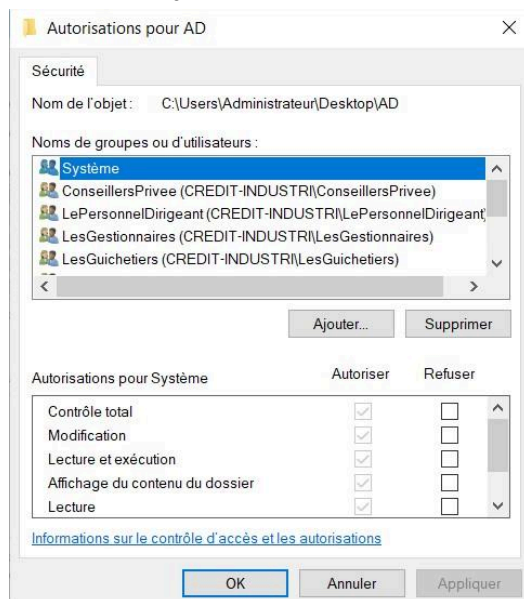 Autorisations pour AD
Sécurité
Nom de l'objet : C:\Users\Administrateur\Desktop\AD
Noms de groupes ou d'utilisateurs :
Système
ConseillersPrivee (CREDIT-INDUSTRI\ConseillersPrivee)
LePersonnelDirigeant (CREDIT-INDUSTRI\LePersonnelDirigeant)
LesGestionnaires (CREDIT-INDUSTRI\LesGestionnaires)
LesGuichetiers (CREDIT-INDUSTRI\LesGuichetiers)
Ajouter... Supprimer
Autorisations pour Système Autoriser Refuser
Contrôle total
Modification
Lecture et exécution
Affichage du contenu du dossier
Lecture
Informations sur le contrôle d'accès et les autorisations
OK Annuler Appliquer